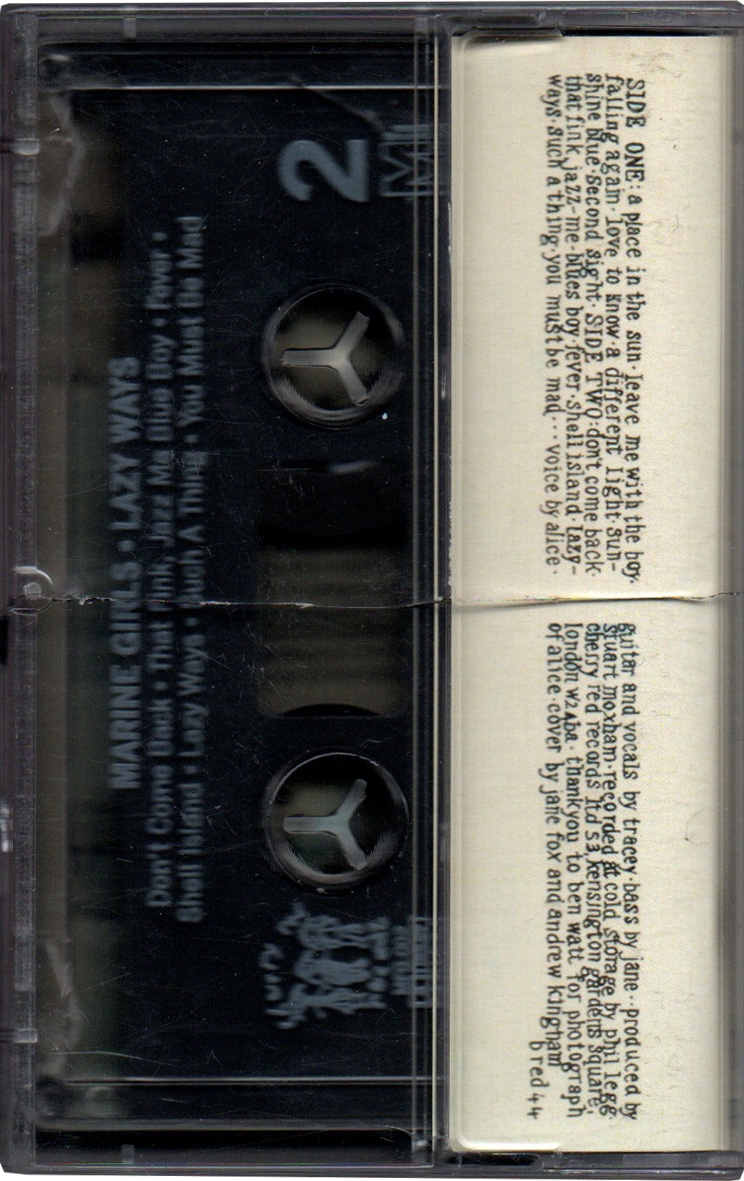 SIDE ONE: a place in the sun· leave me with the boy·
falling again· love to know· a different light· sun-
shine blue· second sight· SIDE TWO: don't come back·
that fink, jazz-me-blues boy· fever· shell island· lazy-
ways· such a thing· you must be mad··· voice by alice·
guitar and vocals by tracey· bass by jane·· produced by
stuart moxham· recorded at cold storage by phil legg·
cherry red records ltd 53, kensington gardens square,
london w24ba· thankyou to ben watt for photograph
of alice· cover by jane fox and andrew kingham
bred 44
2
MARINE GIRLS • LAZY WAYS
Don't Come Back • That Fink, Jazz Me Blue Boy • Fever •
Shell Island • Lazy Ways • Such A Thing • You Must Be Mad